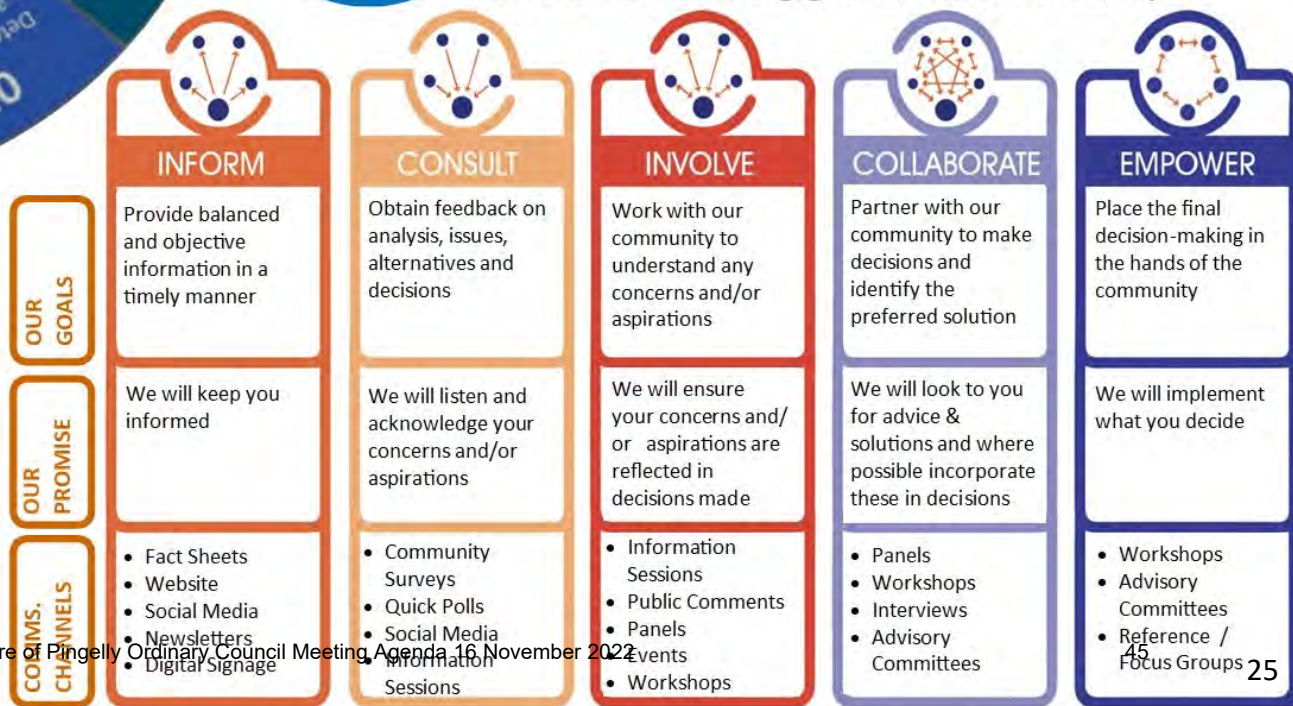 INFORM
CONSULT
INVOLVE
COLLABORATE
EMPOWER
OUR
GOALS
Provide balanced
and objective
information in a
timely manner
Obtain feedback on
analysis, issues,
alternatives and
decisions
Work with our
community to
understand any
concerns and/or
aspirations
Partner with our
community to make
decisions and
identify the
preferred solution
Place the final
decision-making in
the hands of the
community
OUR
PROMISE
We will keep you
informed
We will listen and
acknowledge your
concerns and/or
aspirations
We will ensure
your concerns and/
or aspirations are
reflected in
decisions made
We will look to you
for advice &
solutions and where
possible incorporate
these in decisions
We will implement
what you decide
COMMS.
CHANNELS
• Fact Sheets
• Website
• Social Media
• Newsletters
• Digital Signage
• Community
Surveys
• Quick Polls
• Social Media
• Information
Sessions
• Information
Sessions
• Public Comments
• Panels
• Events
• Workshops
• Panels
• Workshops
• Interviews
• Advisory
Committees
• Workshops
• Advisory
Committees
• Reference /
Focus Groups
re of Pingelly Ordinary Council Meeting Agenda 16 November 2022
45
25